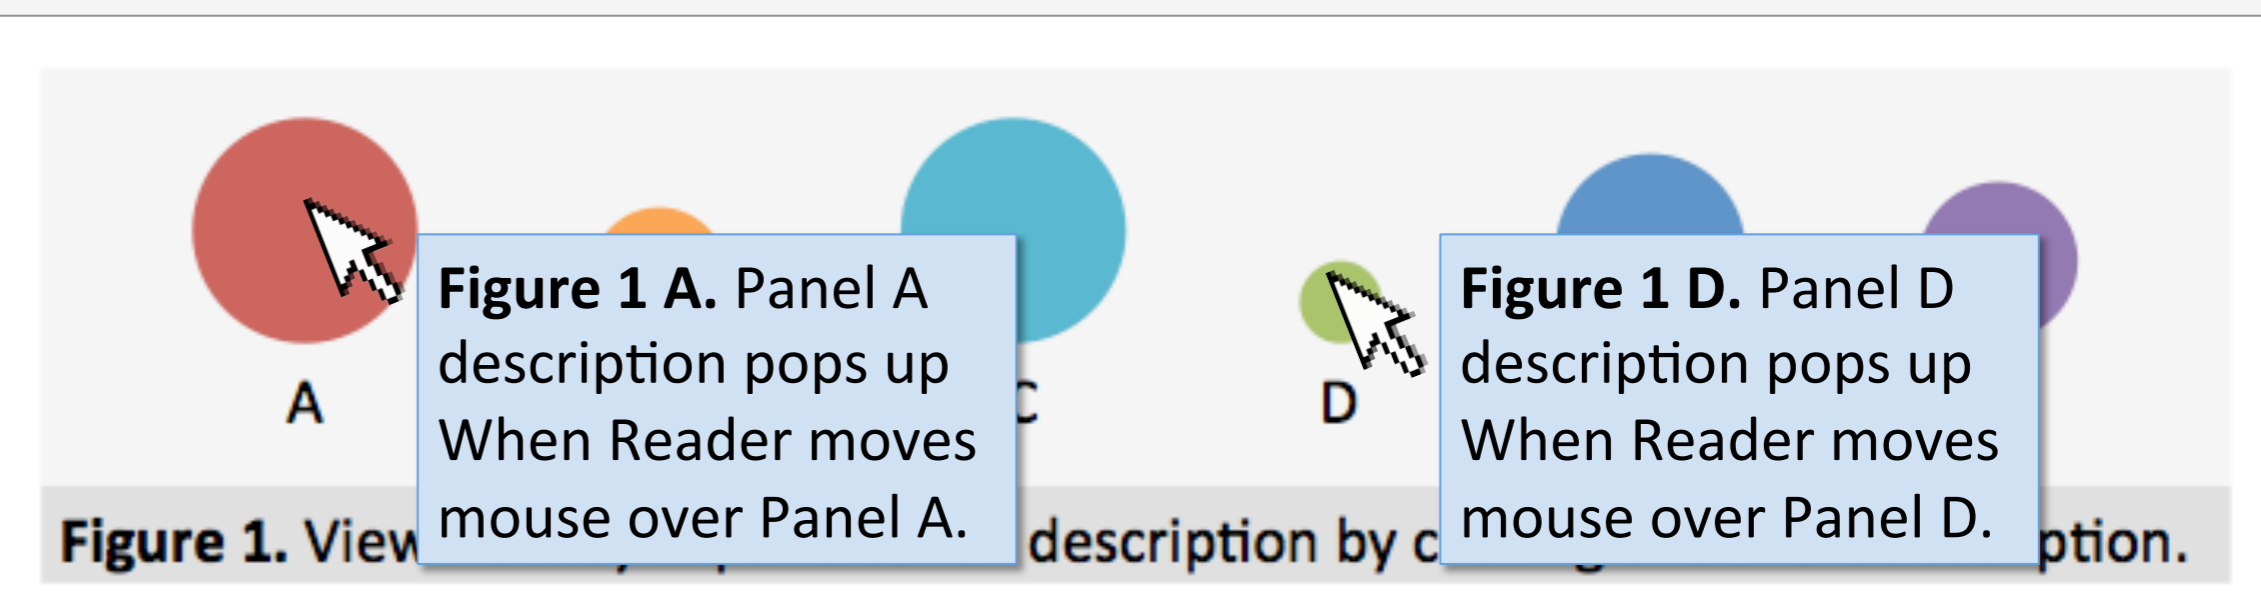 Figure 1 A. Panel A
description pops up
When Reader moves
mouse over Panel A.
Figure 1 D. Panel D
description pops up
When Reader moves
mouse over Panel D.
A C D
Figure 1. View description by